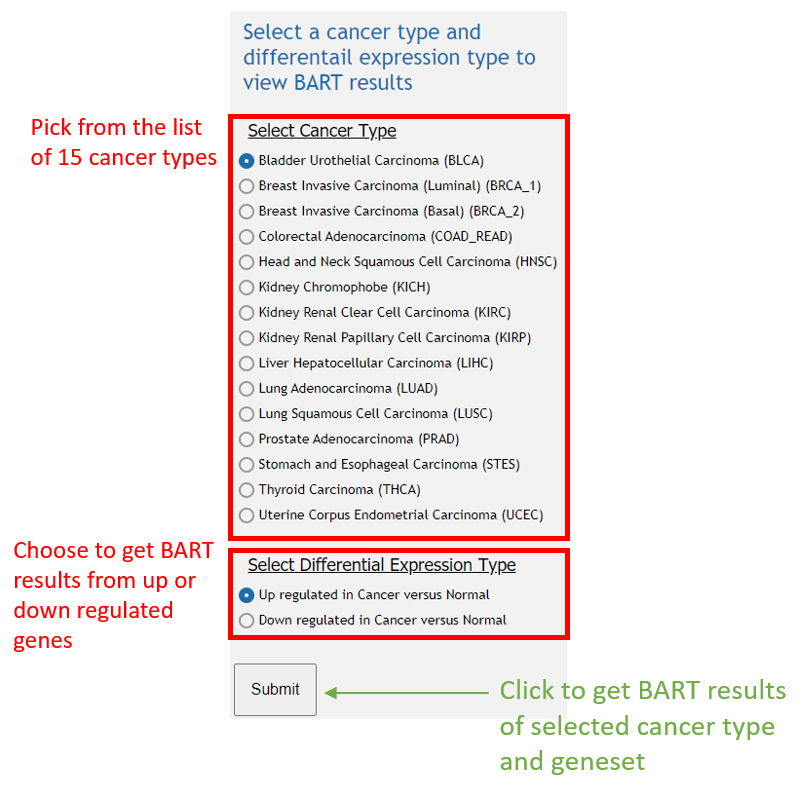 Select a cancer type and
differentail expression type to
view BART results
Pick from the list
of 15 cancer types
Select Cancer Type
Bladder Urothelial Carcinoma (BLCA)
Breast Invasive Carcinoma (Luminal) (BRCA_1)
Breast Invasive Carcinoma (Basal) (BRCA_2)
Colorectal Adenocarcinoma (COAD_READ)
Head and Neck Squamous Cell Carcinoma (HNSC)
Kidney Chromophobe (KICH)
Kidney Renal Clear Cell Carcinoma (KIRC)
Kidney Renal Papillary Cell Carcinoma (KIRP)
Liver Hepatocellular Carcinoma (LIHC)
Lung Adenocarcinoma (LUAD)
Lung Squamous Cell Carcinoma (LUSC)
Prostate Adenocarcinoma (PRAD)
Stomach and Esophageal Carcinoma (STES)
Thyroid Carcinoma (THCA)
Uterine Corpus Endometrial Carcinoma (UCEC)
Choose to get BART
results from up or
down regulated
genes
Select Differential Expression Type
Up regulated in Cancer versus Normal
Down regulated in Cancer versus Normal
Submit
Click to get BART results
of selected cancer type
and geneset